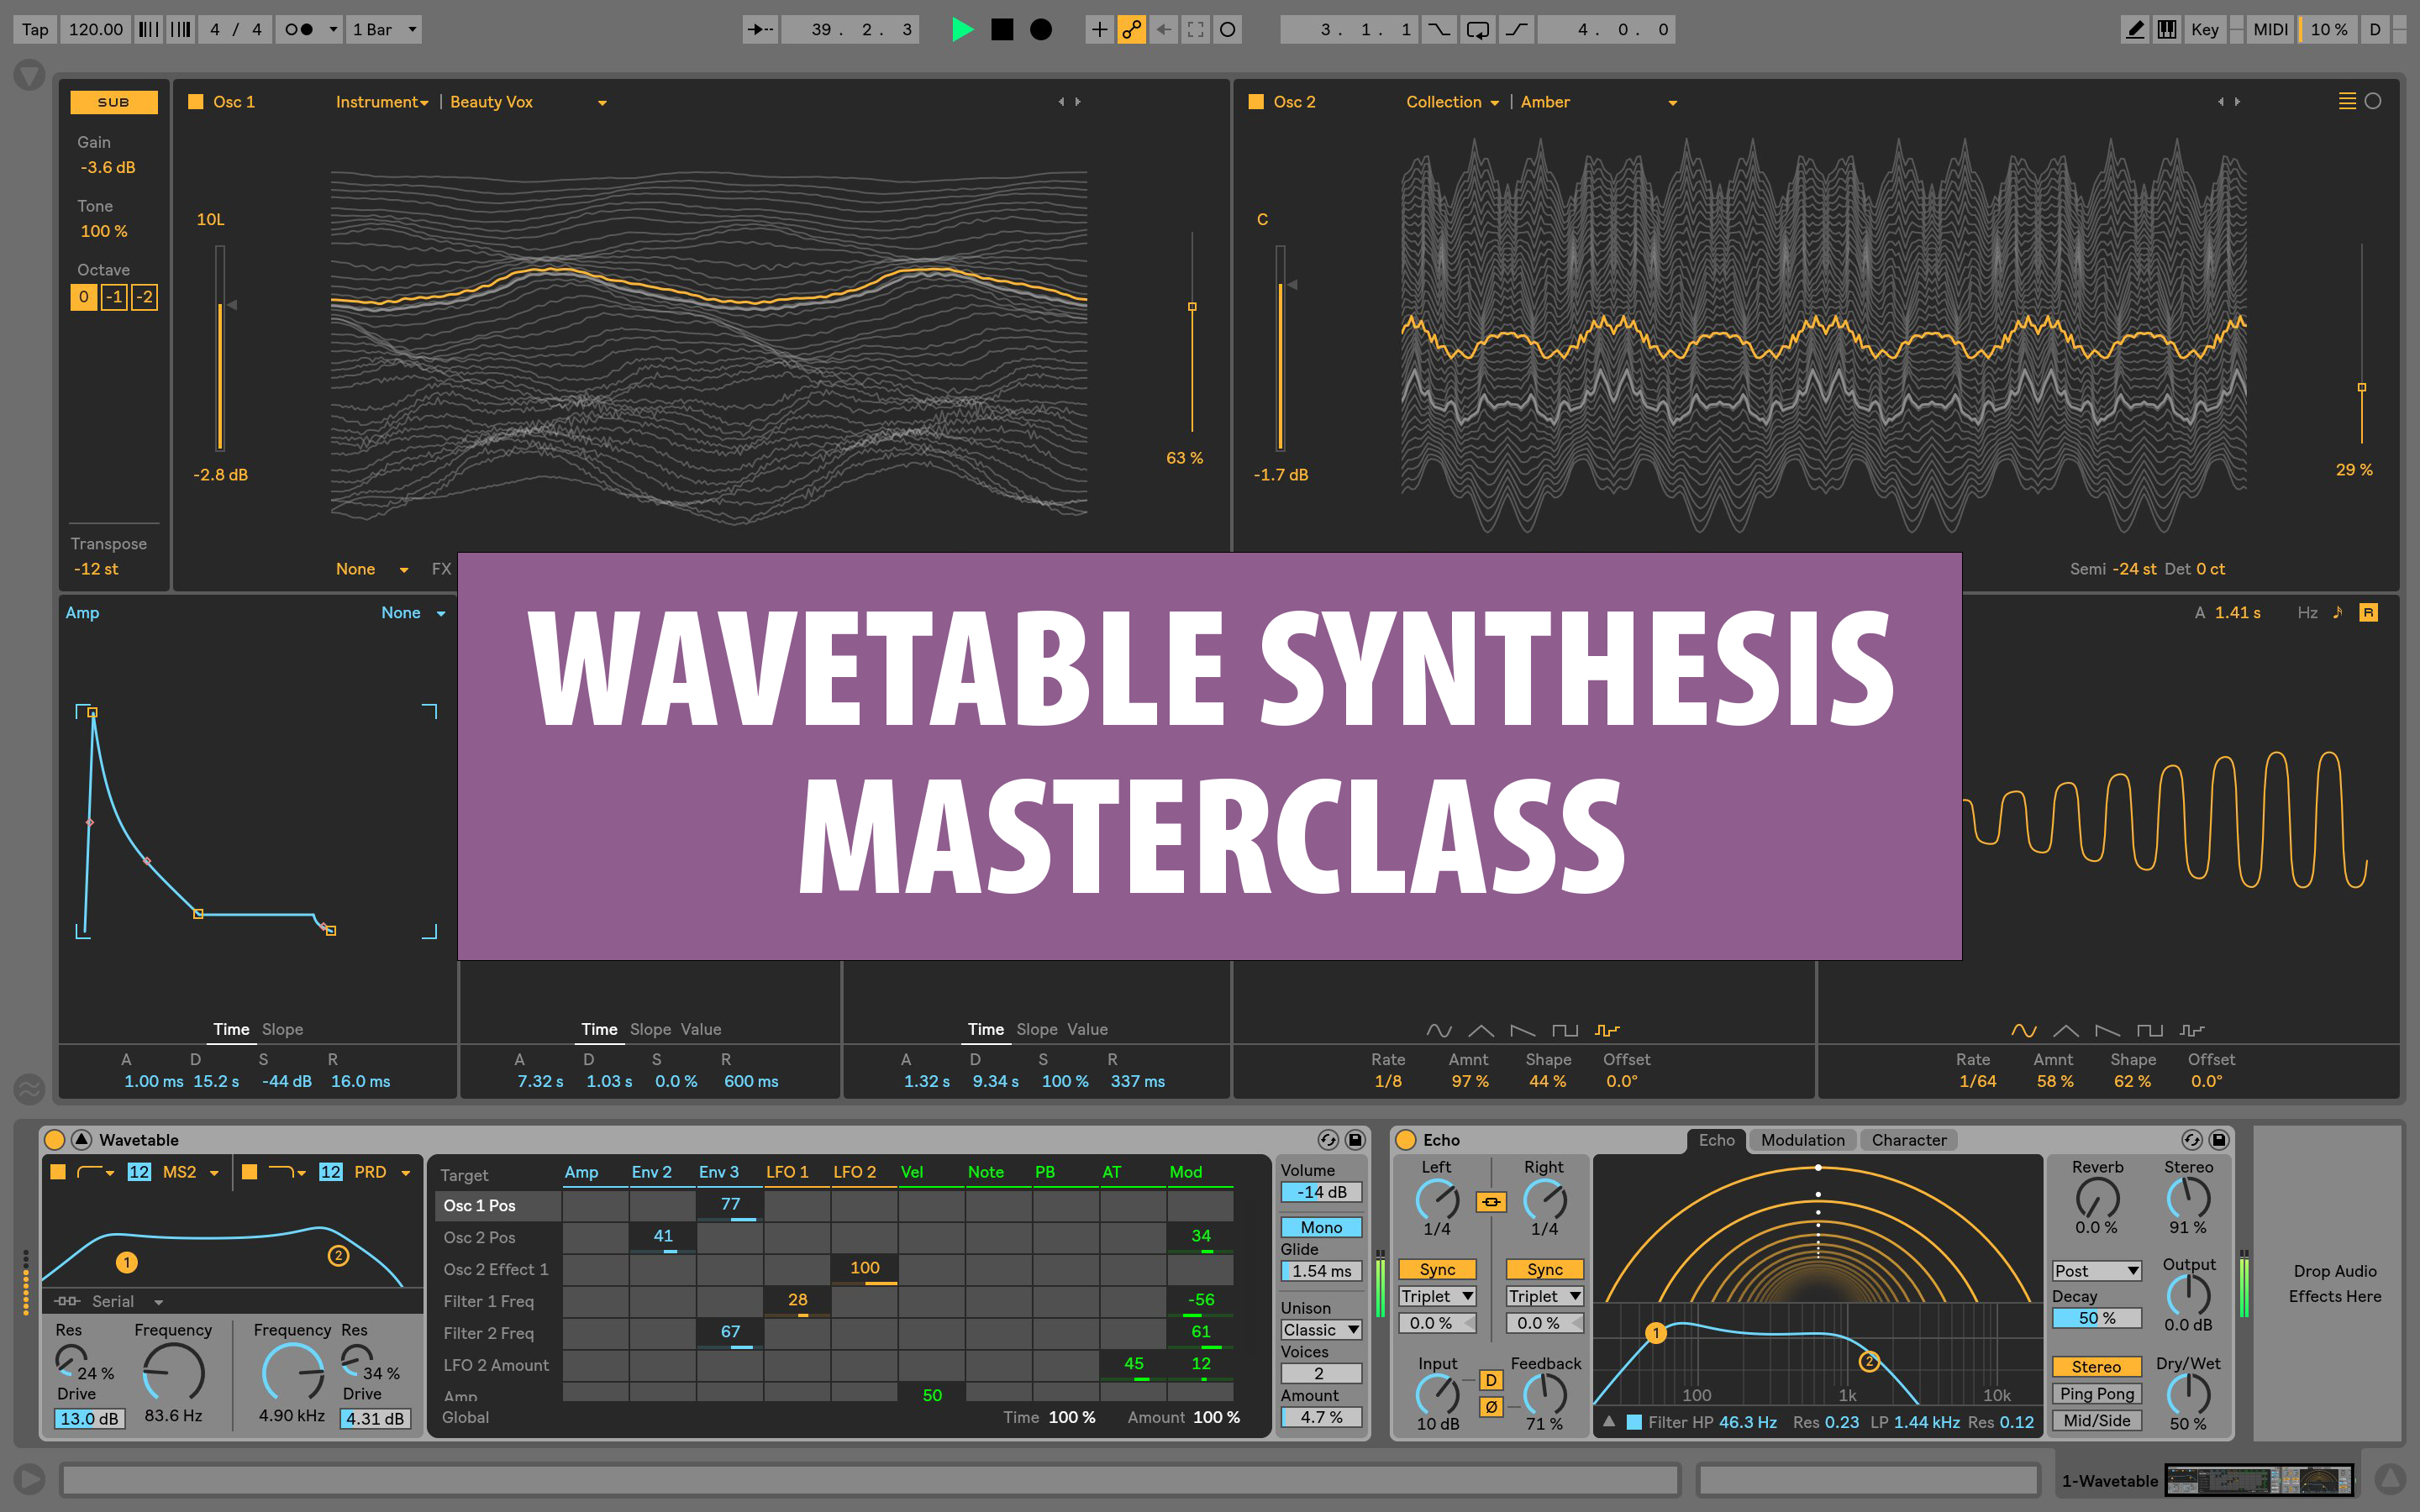 Tap 120.00 4 / 4 1 Bar 39. 2. 3 3. 1. 1 4. 0. 0 Key MIDI 10 % D
SUB
Gain
-3.6 dB
Tone
100 %
Octave
0 -1 -2
Transpose
-12 st
Osc 1 Instrument Beauty Vox
10L
-2.8 dB
63 %
None FX
Osc 2 Collection Amber
C
-1.7 dB
29 %
Semi -24 st Det 0 ct
WAVETABLE SYNTHESIS
MASTERCLASS
Amp None
A 1.41 s Hz R
Time Slope
A D S R
1.00 ms 15.2 s -44 dB 16.0 ms
Time Slope Value
A D S R
7.32 s 1.03 s 0.0 % 600 ms
Time Slope Value
A D S R
1.32 s 9.34 s 100 % 337 ms
Rate Amnt Shape Offset
1/8 97 % 44 % 0.0°
Rate Amnt Shape Offset
1/64 58 % 62 % 0.0°
Wavetable
12 MS2 12 PRD
1 2
Serial
Res Frequency Frequency Res
24 % 34 %
Drive Drive
13.0 dB 83.6 Hz 4.90 kHz 4.31 dB
Target Amp Env 2 Env 3 LFO 1 LFO 2 Vel Note PB AT Mod
Osc 1 Pos 77
Osc 2 Pos 41 34
Osc 2 Effect 1 100
Filter 1 Freq 28 -56
Filter 2 Freq 67 61
LFO 2 Amount 45 12
Amp 50
Global Time 100 % Amount 100 %
Volume
-14 dB
Mono
Glide
1.54 ms
Unison
Classic
Voices
2
Amount
4.7 %
Echo Echo Modulation Character
Left Right
1/4 1/4
Sync Sync
Triplet Triplet
0.0 % 0.0 %
Input D Feedback
Ø
10 dB 71 %
1 2
100 1k 10k
Filter HP 46.3 Hz Res 0.23 LP 1.44 kHz Res 0.12
Reverb Stereo
0.0 % 91 %
Post Output
Decay
50 % 0.0 dB
Stereo Dry/Wet
Ping Pong
Mid/Side 50 %
Drop Audio
Effects Here
1-Wavetable